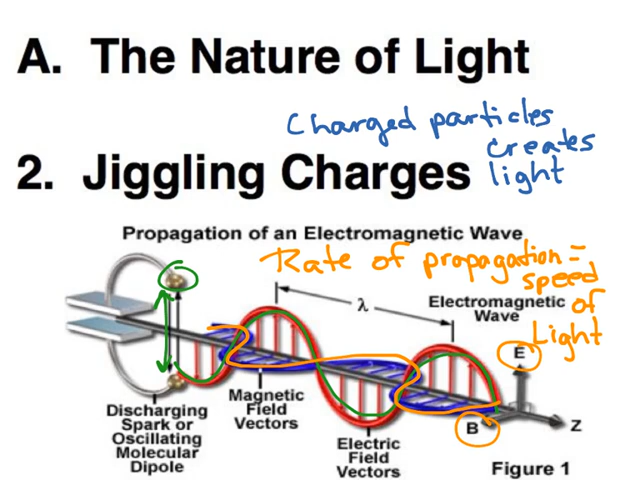 A. The Nature of Light
Charged particles
creates
light
2. Jiggling Charges
Propagation of an Electromagnetic Wave
Rate of propagation =
speed
of
Light
λ
Electromagnetic
Wave
E
B
Z
Magnetic
Field
Vectors
Discharging
Spark or
Oscillating
Molecular
Dipole
Electric
Field
Vectors
Figure 1